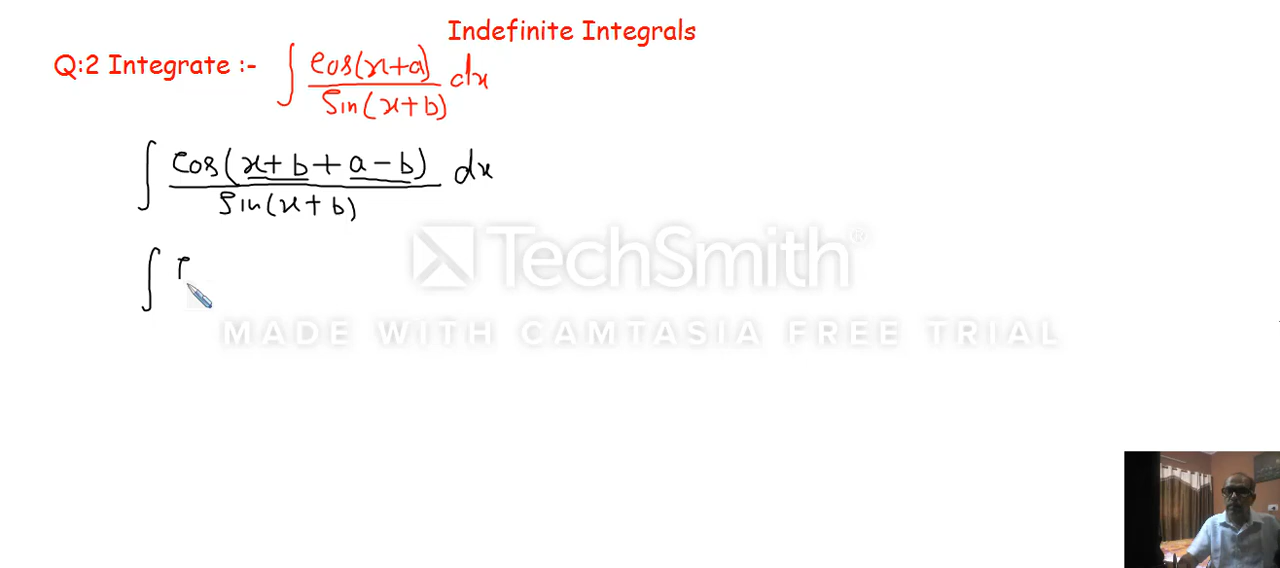 Indefinite Integrals
Q:2 Integrate :- ∫ cos(x+a)/sin(x+b) dx
∫ cos(x+b+a-b)/sin(x+b) dx
∫
TechSmith®
MADE WITH CAMTASIA FREE TRIAL